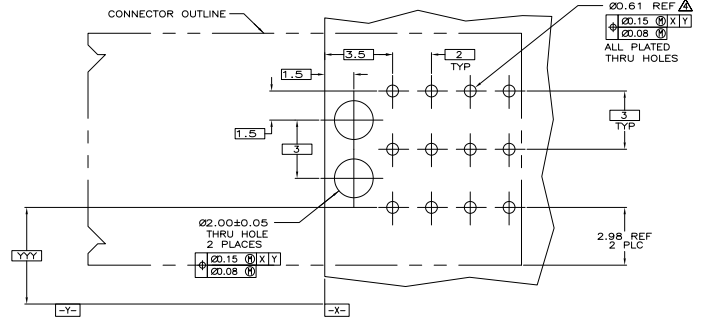 CONNECTOR OUTLINE
Ø0.61 REF 4
⌖ Ø0.15 Ⓜ X Y
Ø0.08 Ⓜ
ALL PLATED
THRU HOLES
3.5
2
TYP
1.5
1.5
3
3
TYP
Ø2.00±0.05
THRU HOLE
2 PLACES
⌖ Ø0.15 Ⓜ X Y
Ø0.08 Ⓜ
2.98 REF
2 PLC
YYY
-Y-
-X-